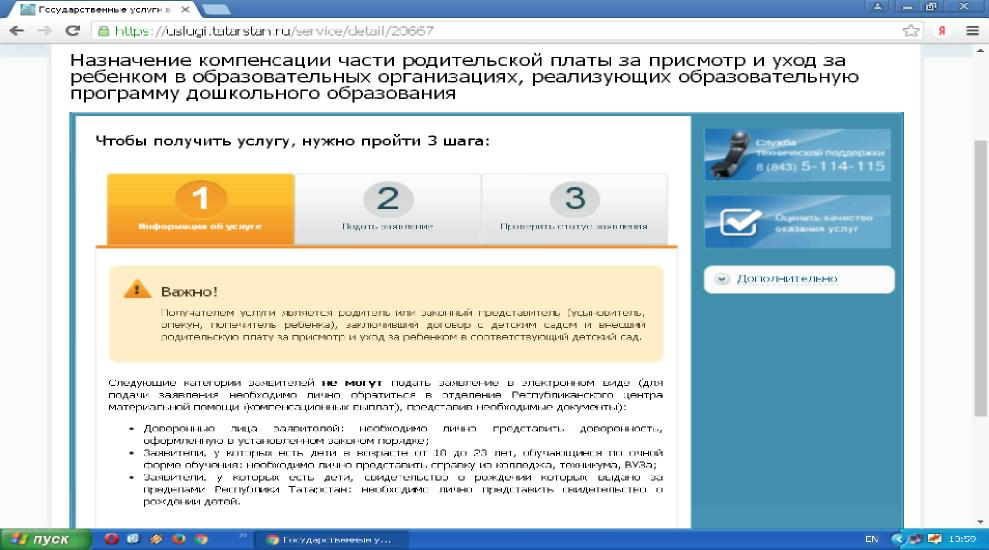 Государственные услуги в
https://uslugi.tatarstan.ru/service/detail/20667
Я
Назначение компенсации части родительской платы за присмотр и уход за
ребенком в образовательных организациях, реализующих образовательную
программу дошкольного образования
Чтобы получить услугу, нужно пройти 3 шага:
1
Информация об услуге
2
Подать заявление
3
Проверить статус заявления
Служба
технической поддержки
8 (843) 5-114-115
Оценить качество
оказания услуг
Дополнительно
Важно!
Получателем услуги является родитель или законный представитель (усыновитель,
опекун, попечитель ребенка), заключивший договор с детским садом и внесший
родительскую плату за присмотр и уход за ребенком в соответствующий детский сад.
Следующие категории заявителей не могут подать заявление в электронном виде (для
подачи заявления необходимо лично обратиться в отделение Республиканского центра
материальной помощи (компенсационных выплат), представив необходимые документы):
• Доверенные лица заявителей: необходимо лично представить доверенность,
оформленную в установленном законом порядке;
• Заявители, у которых есть дети в возрасте от 18 до 23 лет, обучающиеся по очной
форме обучения: необходимо лично представить справку из колледжа, техникума, ВУЗа;
• Заявители, у которых есть дети, свидетельство о рождении которых выдано за
пределами Республики Татарстан: необходимо лично представить свидетельство о
рождении детей.
пуск
Государственные у...
EN
13:59